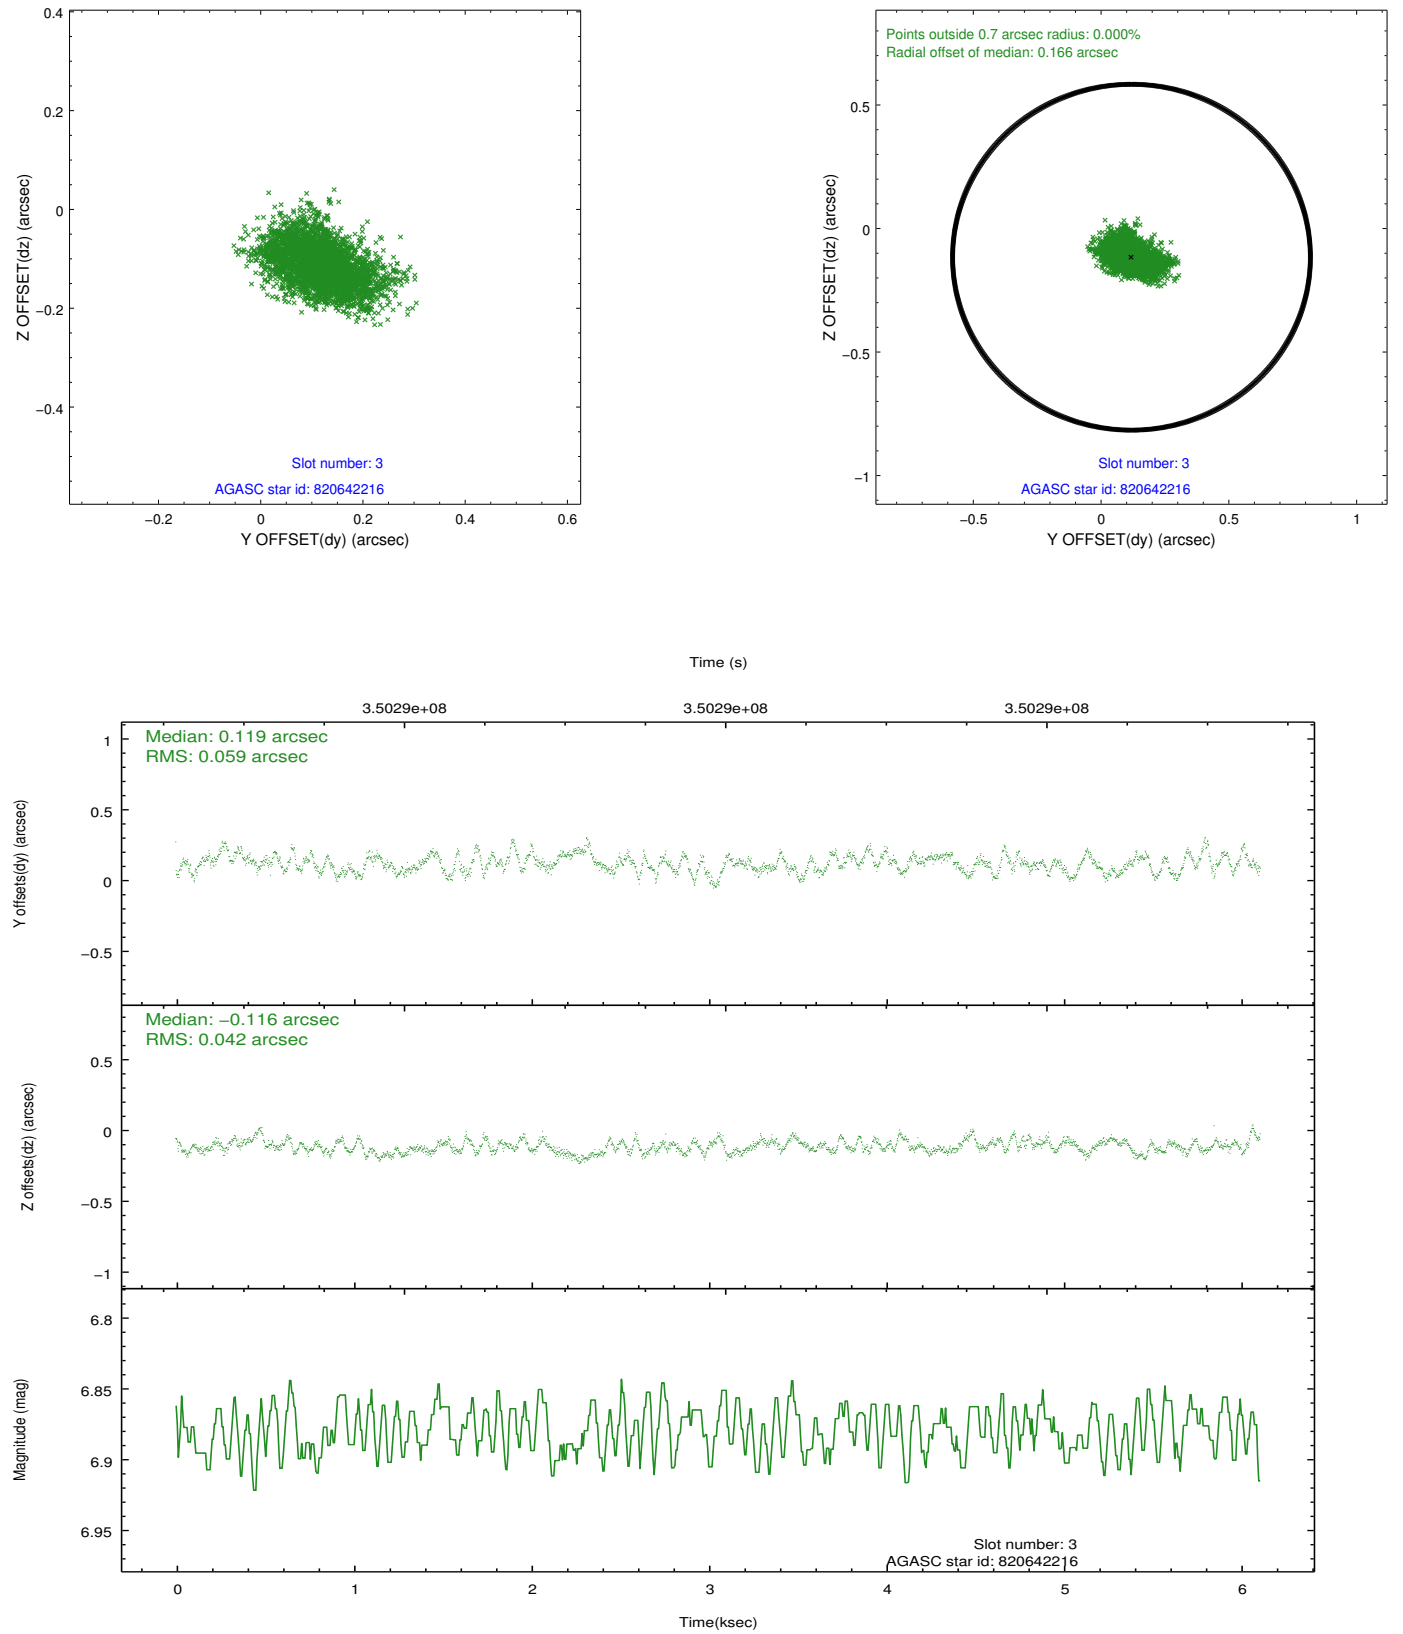 0.4
0.2
0
−0.2
−0.4
Z OFFSET(dz) (arcsec)
Slot number: 3
AGASC star id: 820642216
−0.2 0 0.2 0.4 0.6
Y OFFSET(dy) (arcsec)
Points outside 0.7 arcsec radius: 0.000%
Radial offset of median: 0.166 arcsec
0.5
0
−0.5
−1
Z OFFSET(dz) (arcsec)
Slot number: 3
AGASC star id: 820642216
−0.5 0 0.5 1
Y OFFSET(dy) (arcsec)
Time (s)
3.5029e+08 3.5029e+08 3.5029e+08
Median: 0.119 arcsec
RMS: 0.059 arcsec
1
0.5
0
−0.5
Y offsets(dy) (arcsec)
Median: −0.116 arcsec
RMS: 0.042 arcsec
0.5
0
−0.5
−1
Z offsets(dz) (arcsec)
6.8
6.85
6.9
6.95
Magnitude (mag)
Slot number: 3
AGASC star id: 820642216
0 1 2 3 4 5 6
Time(ksec)